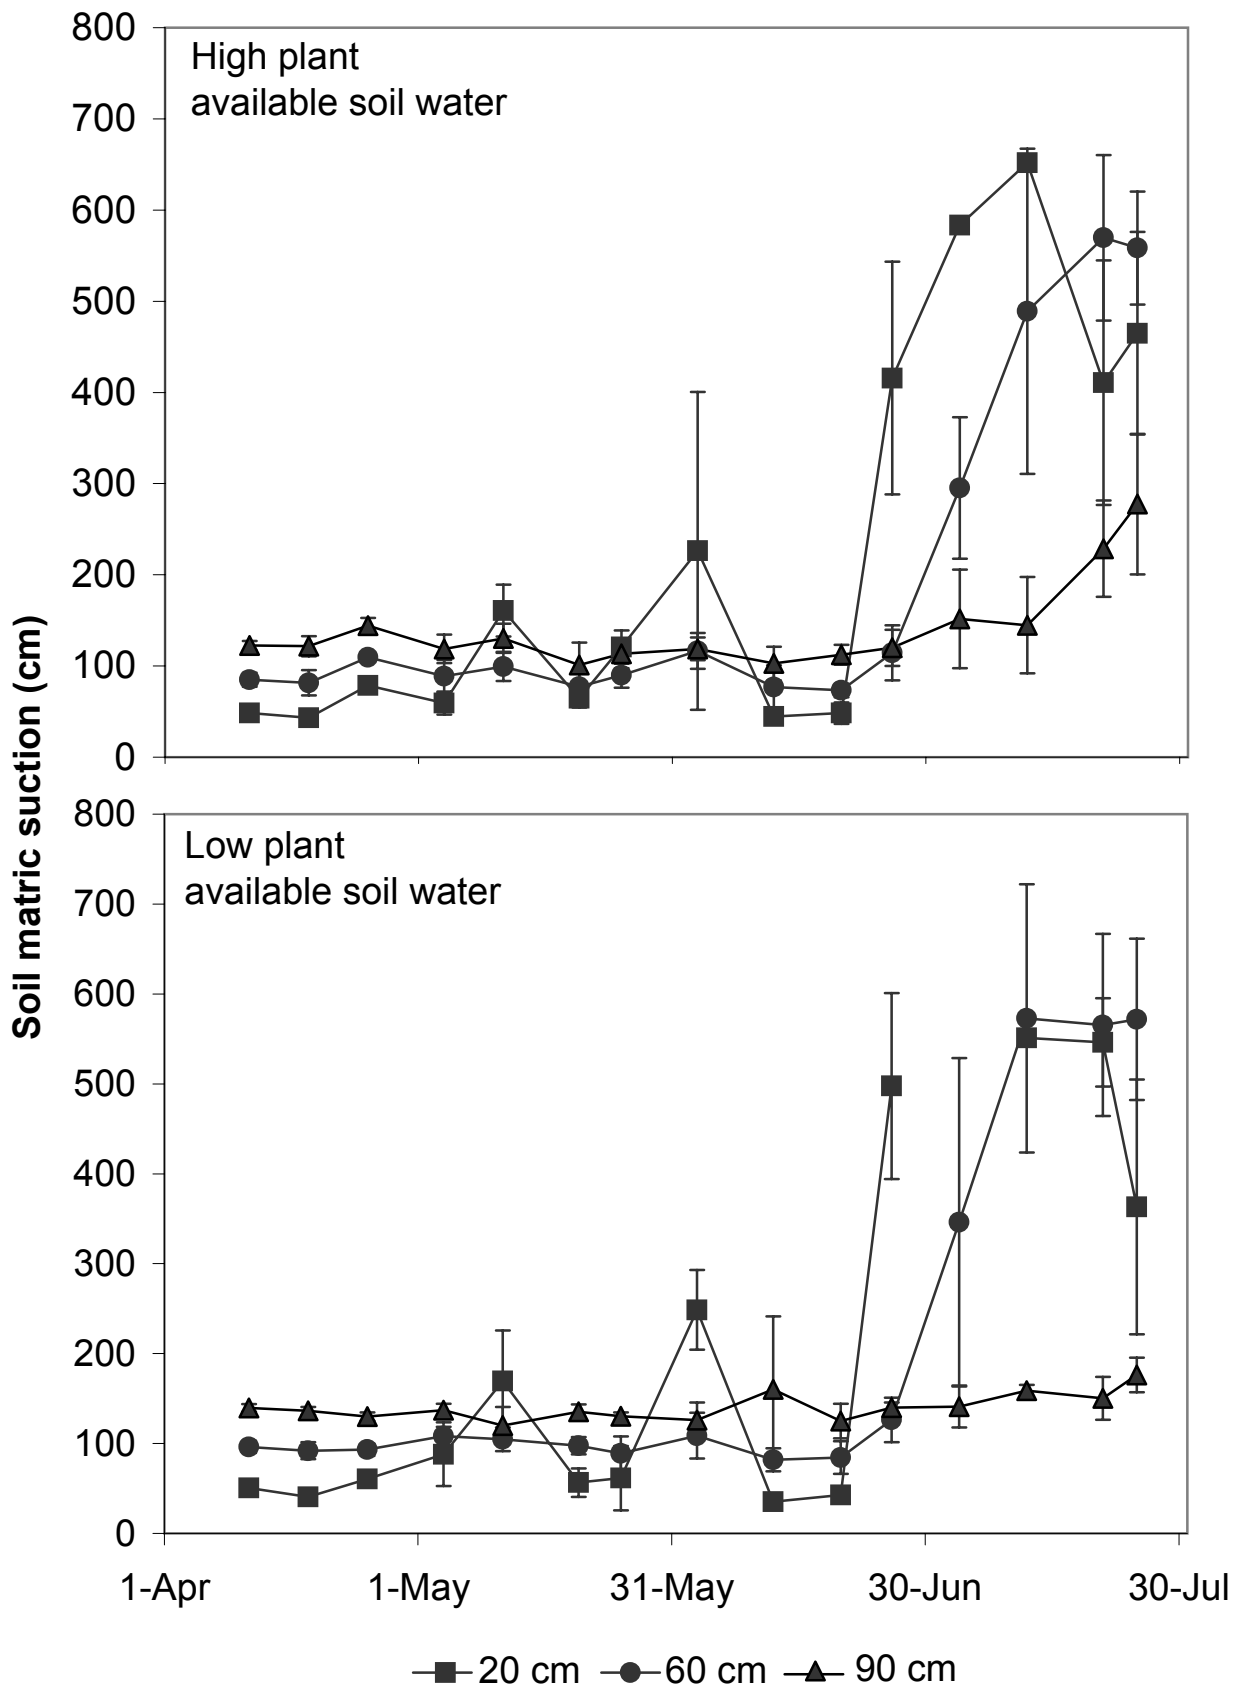 Soil matric suction (cm)
800
700
600
500
400
300
200
100
0
High plant
available soil water
800
700
600
500
400
300
200
100
0
Low plant
available soil water
1-Apr 1-May 31-May 30-Jun 30-Jul
20 cm 60 cm 90 cm